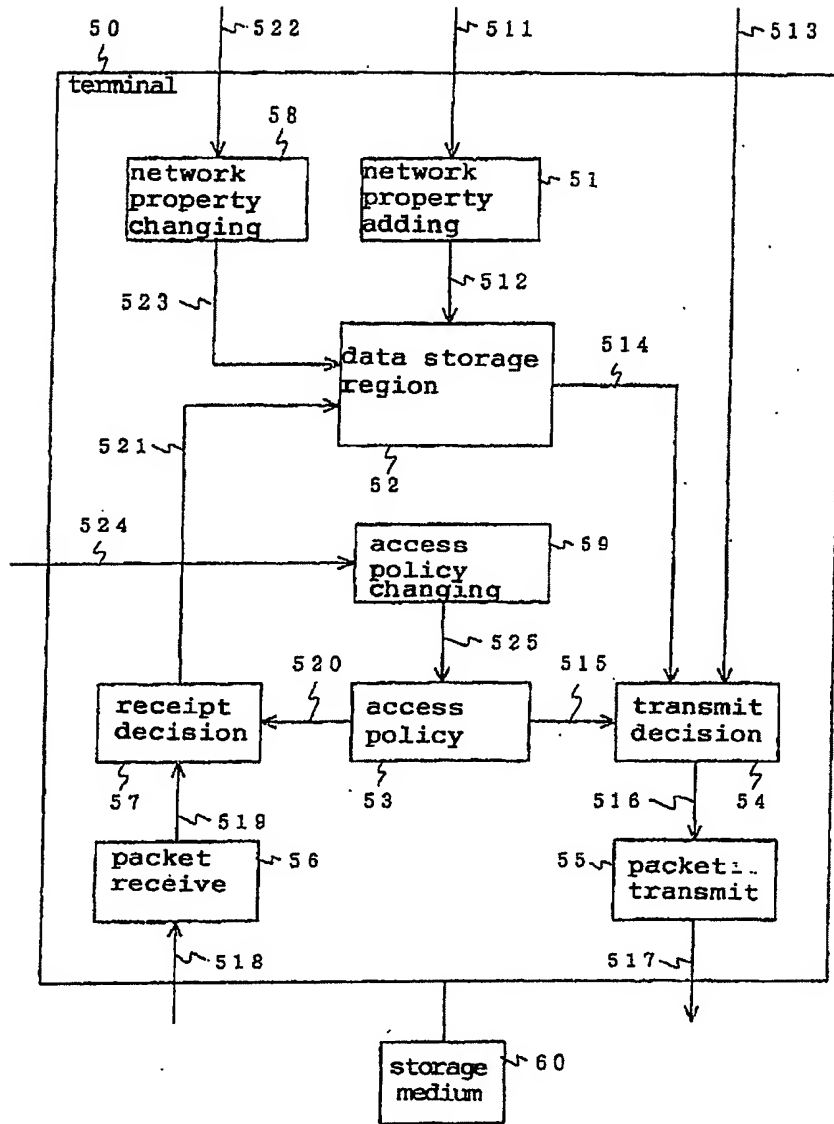 50
522
511
513
terminal
58
network
property
changing
network
property
adding
51
523
512
data storage
region
514
521
52
524
access
policy
changing
59
525
520
515
receipt
decision
access
policy
transmit
decision
57
53
516
54
519
packet
receive
56
55
packet
transmit
518
517
storage
medium
60